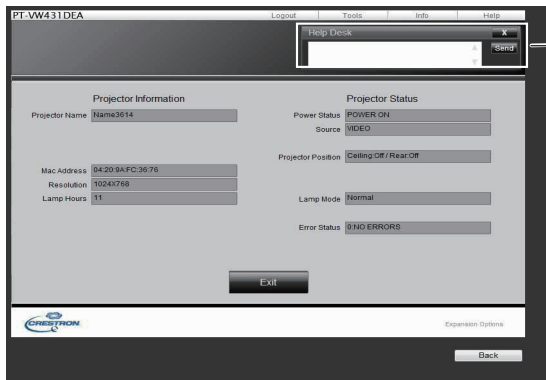 PT-VW431DEA
Logout Tools Info Help
Help Desk X
Send
Projector Information
Projector Name Name3614
Mac Address 04:20:9A:FC:36:76
Resolution 1024X768
Lamp Hours 11
Projector Status
Power Status POWER ON
Source VIDEO
Projector Position Ceiling:Off / Rear:Off
Lamp Mode Normal
Error Status 0:NO ERRORS
Exit
CRESTRON
Expansion Options
Back